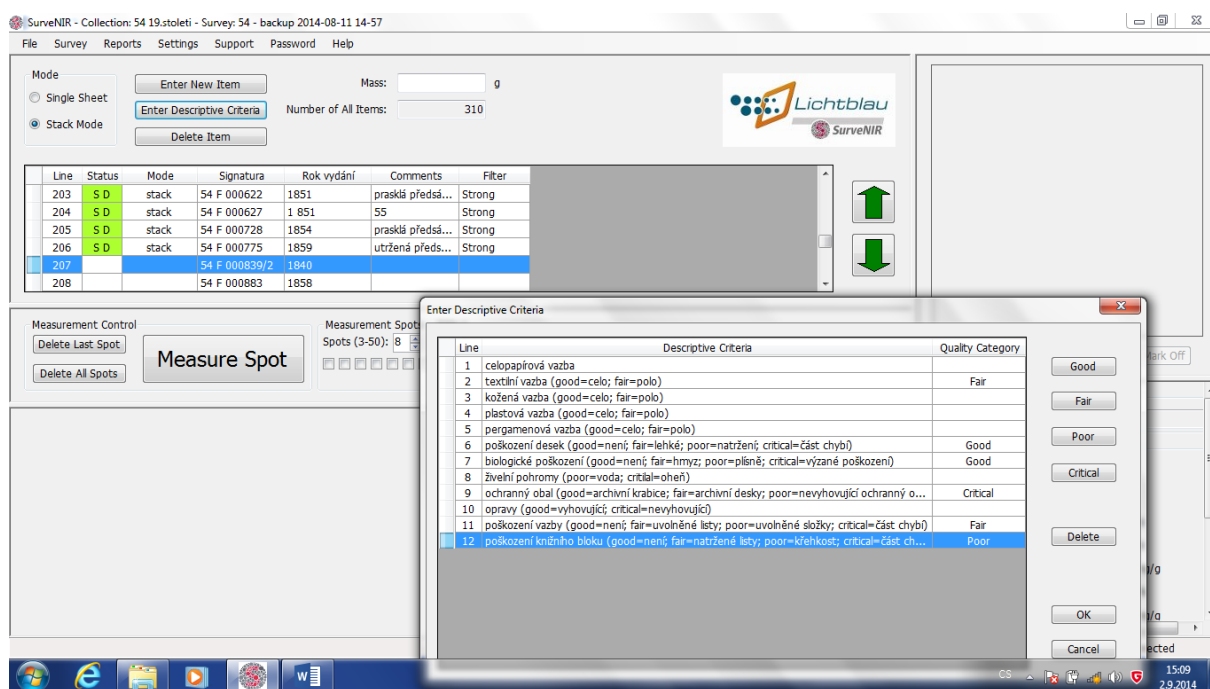 SurveNIR - Collection: 54 19.stoleti - Survey: 54 - backup 2014-08-11 14-57
File Survey Reports Settings Support Password Help
Mode
Single Sheet
Stack Mode
Enter New Item
Enter Descriptive Criteria
Delete Item
Mass: g
Number of All Items: 310
Lichtblau
SurveNIR
Line Status Mode Signatura Rok vydání Comments Filter
203 S D stack 54 F 000622 1851 prasklá předsá... Strong
204 S D stack 54 F 000627 1 851 55 Strong
205 S D stack 54 F 000728 1854 prasklá předsá... Strong
206 S D stack 54 F 000775 1859 utržená předs... Strong
207 54 F 000839/2 1840
208 54 F 000883 1858
Measurement Control
Delete Last Spot
Delete All Spots
Measure Spot
Measurement Spot
Spots (3-50): 8
Mark Off
Enter Descriptive Criteria
Line Descriptive Criteria Quality Category
1 celopapírová vazba
2 textilní vazba (good=celo; fair=polo) Fair
3 kožená vazba (good=celo; fair=polo)
4 plastová vazba (good=celo; fair=polo)
5 pergamenová vazba (good=celo; fair=polo)
6 poškození desek (good=není; fair=lehké; poor=natržení; critical=část chybí) Good
7 biologické poškození (good=není; fair=hmyz; poor=plísně; critical=výzané poškození) Good
8 živelní pohromy (poor=voda; critilal=oheň)
9 ochranný obal (good=archivní krabice; fair=archivní desky; poor=nevyhovující ochranný o... Critical
10 opravy (good=vyhovující; critical=nevyhovující)
11 poškození vazby (good=není; fair=uvolněné listy; poor=uvolněné složky; critical=část chybí) Fair
12 poškození knižního bloku (good=není; fair=natržené listy; poor=křehkost; critical=část ch... Poor
Good
Fair
Poor
Critical
Delete
OK
Cancel
g/g
ected
CS
15:09
2.9.2014